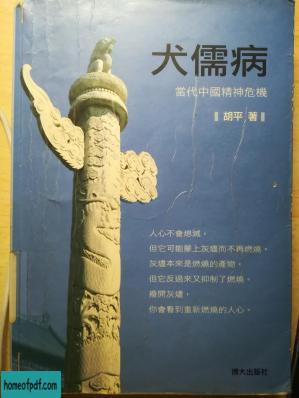 犬儒病
當代中國精神危機
胡平 著
人心不會熄滅，
但它可能蒙上灰燼而不再燃燒。
灰燼本來是燃燒的產物，
但它反過來又抑制了燃燒。
撥開灰燼，
你會看到重新燃燒的人心。
博大出版社
homeofpdf.com